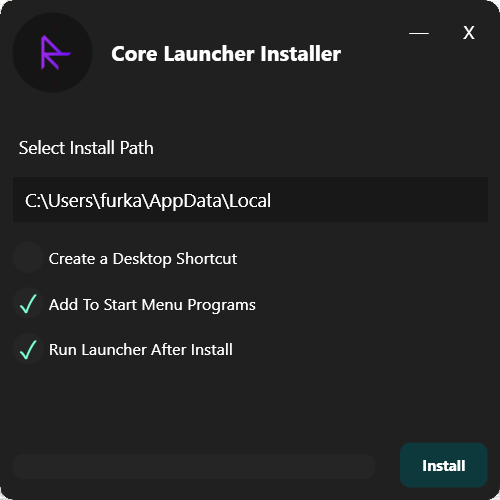 Core Launcher Installer
X
Select Install Path
C:\Users\furka\AppData\Local
Create a Desktop Shortcut
Add To Start Menu Programs
Run Launcher After Install
Install